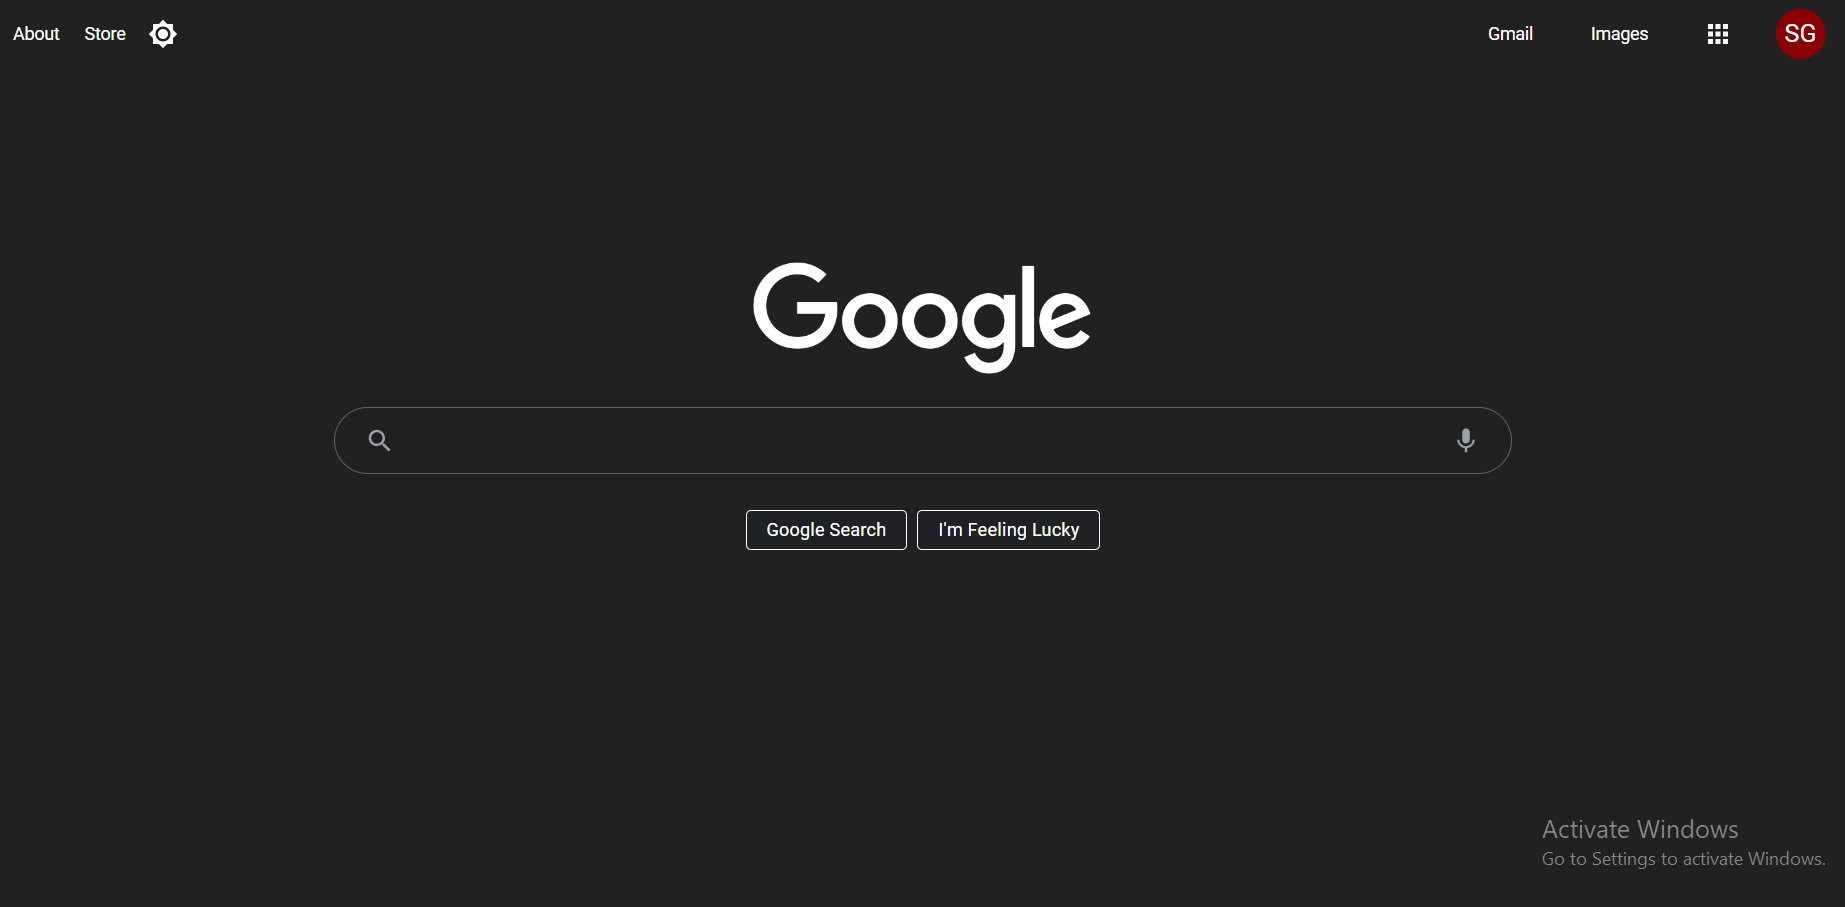 About Store Gmail Images SG
Google
Google Search I'm Feeling Lucky
Activate Windows
Go to Settings to activate Windows.